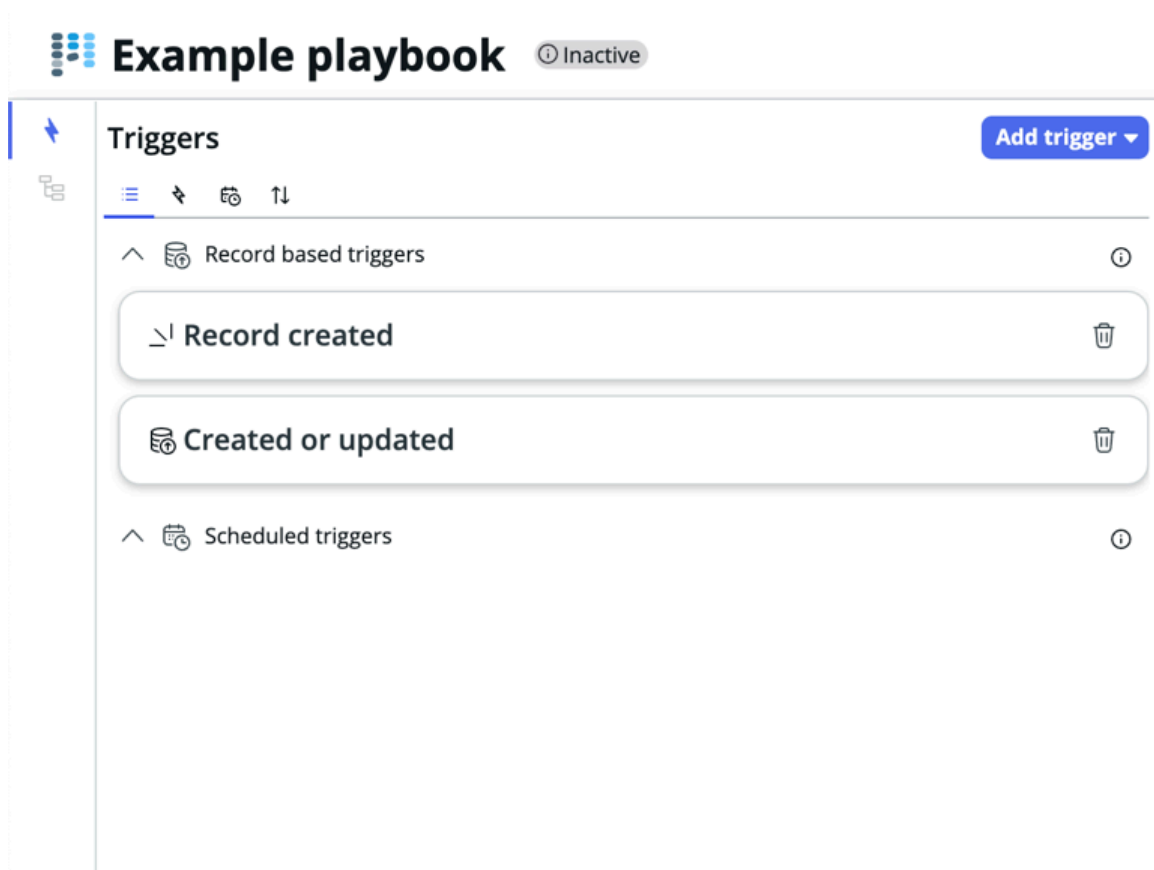 Example playbook
Inactive
Triggers
Add trigger
Record based triggers
Record created
Created or updated
Scheduled triggers